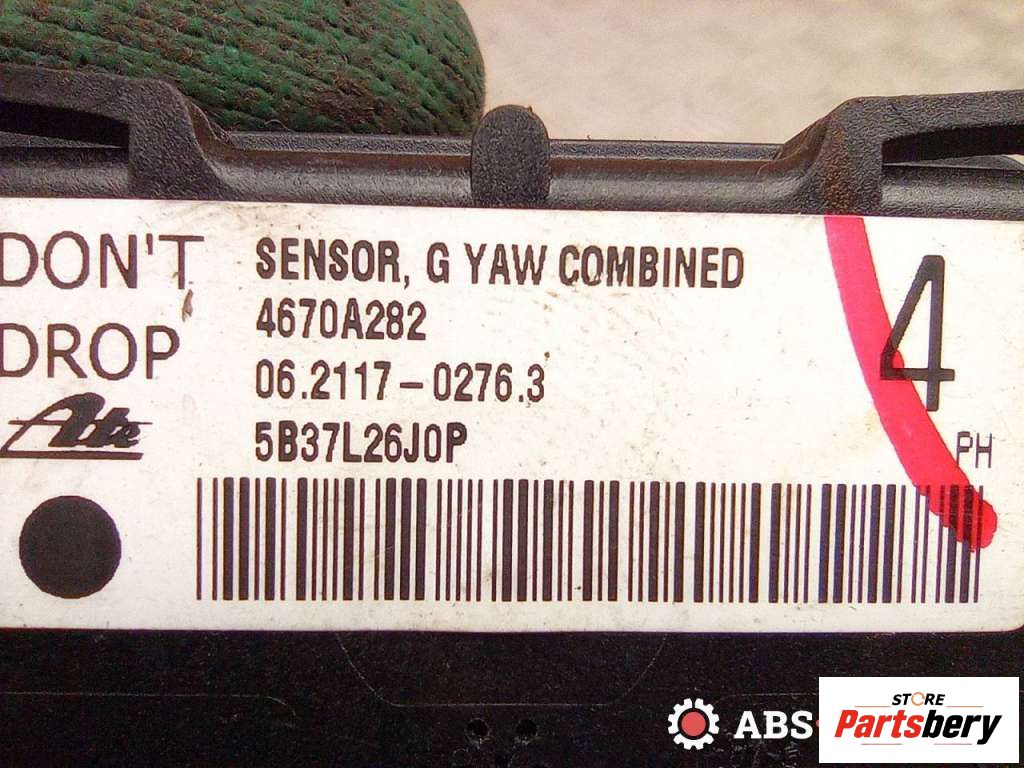 DON'T
DROP
Ate
SENSOR, G YAW COMBINED
4670A282
06.2117-0276.3
5B37L26J0P
4
PH
ABS-
STORE
Partsbery